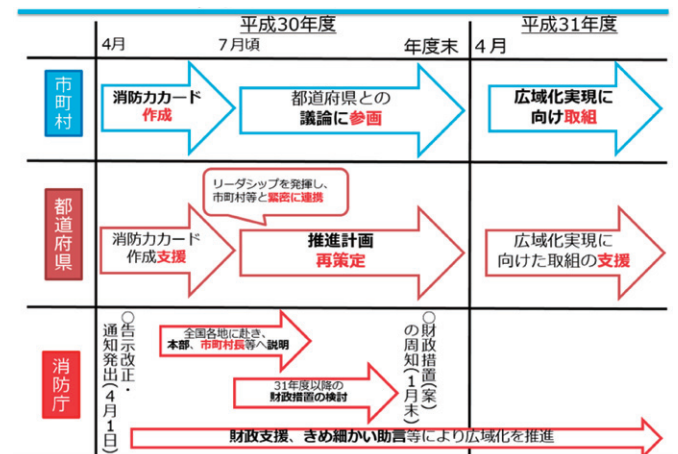 平成30年度
平成31年度
4月
7月頃
年度末
4月
市町村
消防力カード
作成
都道府県との
議論に参画
広域化実現に
向け取組
都道府県
リーダシップを発揮し、
市町村等と緊密に連携
消防力カード
作成支援
推進計画
再策定
広域化実現に
向けた取組の支援
消防庁
○告示改正・
通知発出(4月1日)
全国各地に赴き、
本部、市町村長等へ説明
31年度以降の
財政措置の検討
○財政措置(案)
の周知(1月末)
財政支援、きめ細かい助言等により広域化を推進